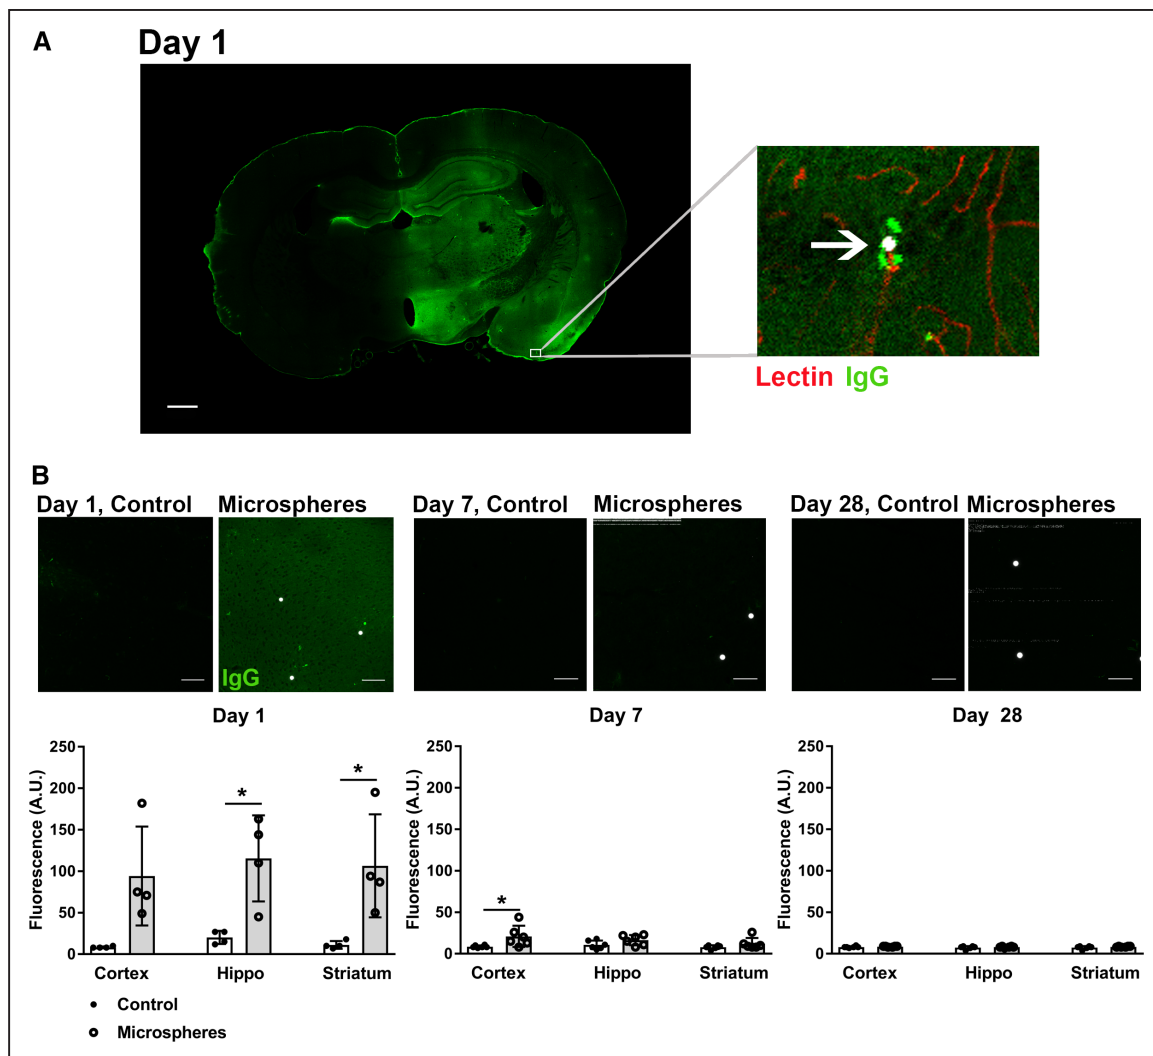 A
Day 1
Lectin IgG
B
Day 1, Control Microspheres Day 7, Control Microspheres Day 28, Control Microspheres
IgG
Day 1 Day 7 Day 28
Fluorescence (A.U.)
250
200
150
100
50
0
*
*
Cortex Hippo Striatum
Fluorescence (A.U.)
250
200
150
100
50
0
*
Cortex Hippo Striatum
Fluorescence (A.U.)
250
200
150
100
50
0
Cortex Hippo Striatum
Control
Microspheres